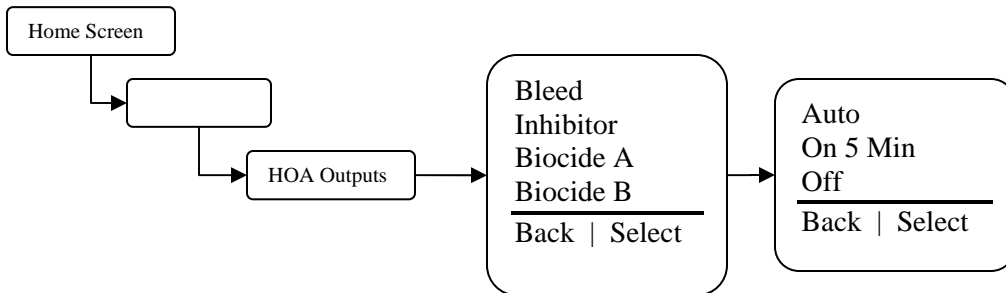 Home Screen
HOA Outputs
Bleed
Inhibitor
Biocide A
Biocide B
Back | Select
Auto
On 5 Min
Off
Back | Select